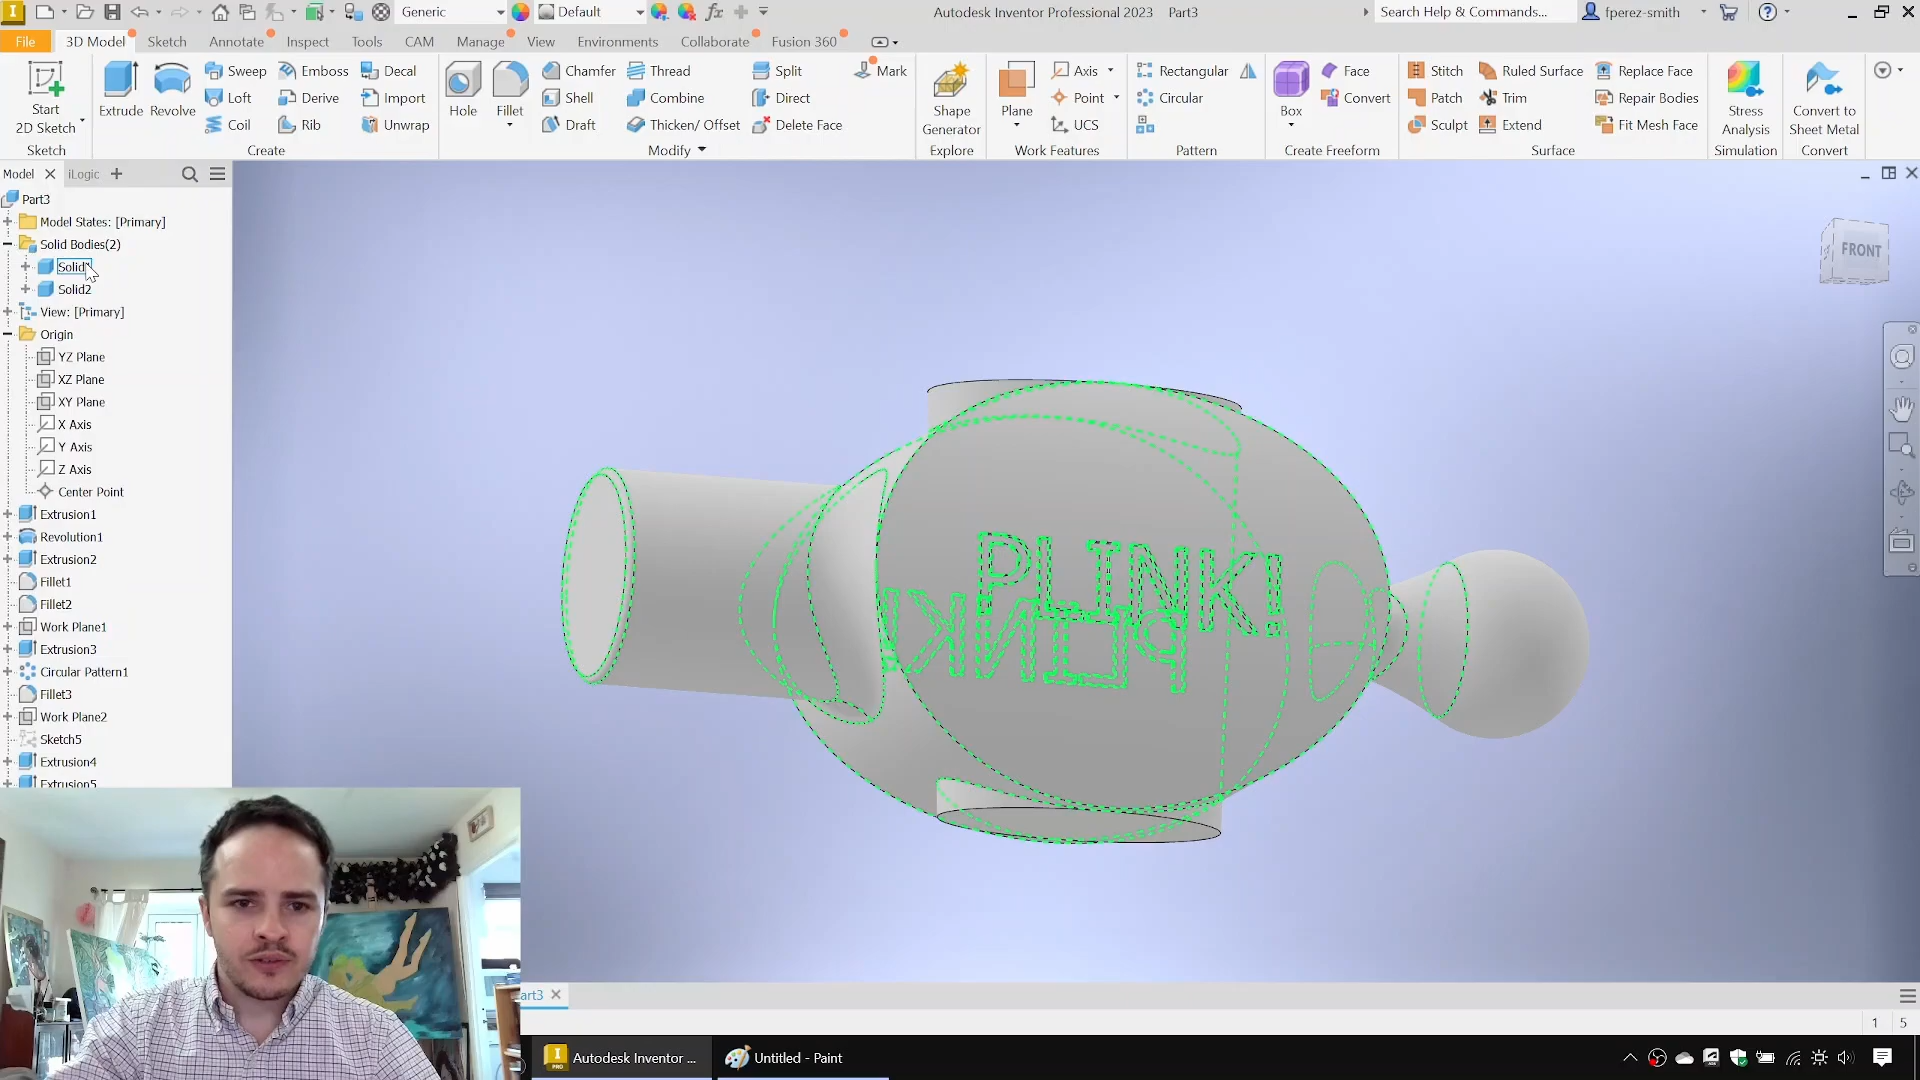 Generic
Default
fx
Autodesk Inventor Professional 2023 Part3
Search Help & Commands...
fperez-smith
File
3D Model
Sketch
Annotate
Inspect
Tools
CAM
Manage
View
Environments
Collaborate
Fusion 360
Start
2D Sketch
Sketch
Extrude
Revolve
Sweep
Loft
Coil
Emboss
Derive
Rib
Decal
Import
Unwrap
Create
Hole
Fillet
Chamfer
Shell
Draft
Thread
Combine
Thicken/ Offset
Split
Direct
Delete Face
Modify
Mark
Shape
Generator
Explore
Plane
Axis
Point
UCS
Work Features
Rectangular
Circular
Pattern
Box
Face
Convert
Create Freeform
Stitch
Patch
Sculpt
Ruled Surface
Trim
Extend
Replace Face
Repair Bodies
Fit Mesh Face
Surface
Stress
Analysis
Simulation
Convert to
Sheet Metal
Convert
Model
iLogic
Part3
Model States: [Primary]
Solid Bodies(2)
Solid
Solid2
View: [Primary]
Origin
YZ Plane
XZ Plane
XY Plane
X Axis
Y Axis
Z Axis
Center Point
Extrusion1
Revolution1
Extrusion2
Fillet1
Fillet2
Work Plane1
Extrusion3
Circular Pattern1
Fillet3
Work Plane2
Sketch5
Extrusion4
Extrusion5
FRONT
PLINK!
art3
1 5
Autodesk Inventor ...
Untitled - Paint